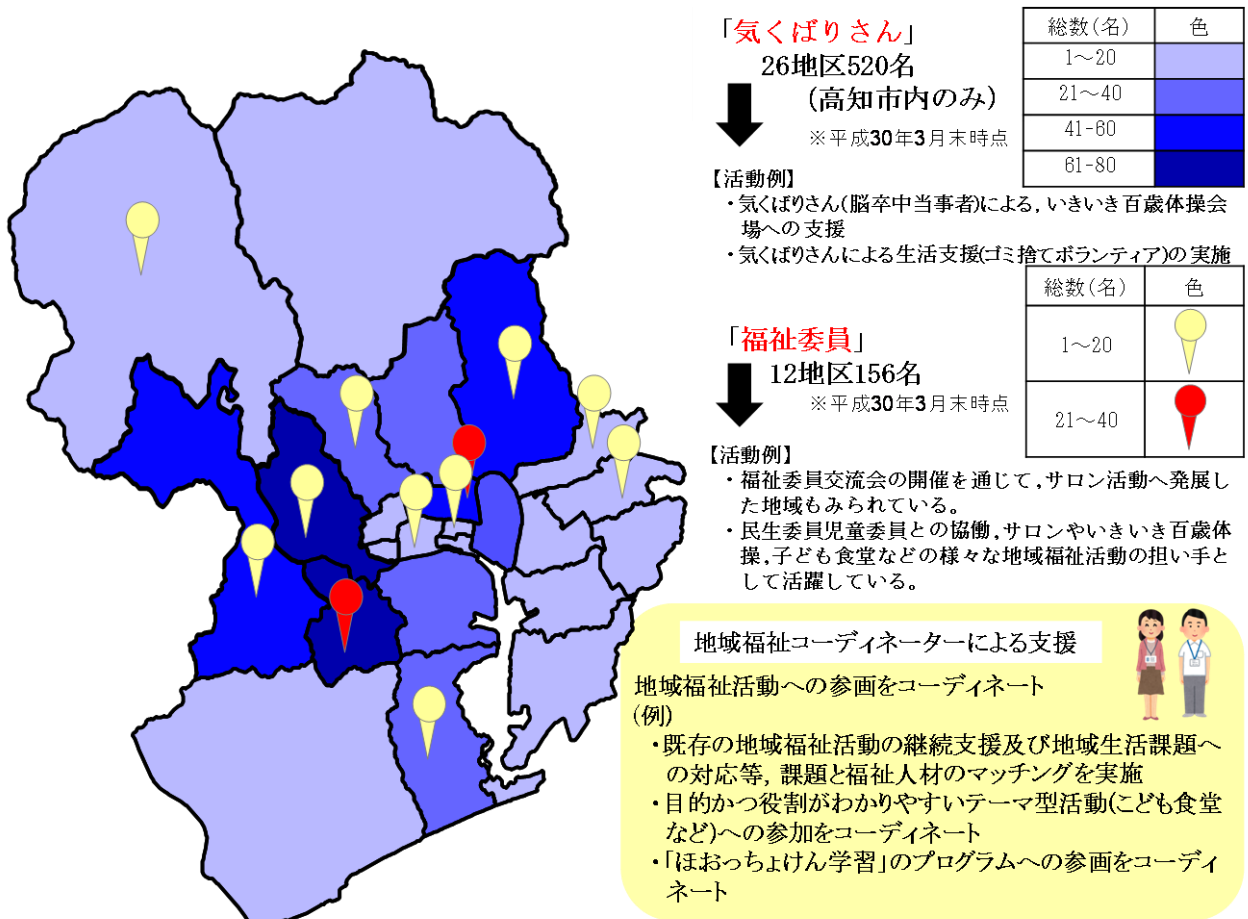 「気くばりさん」
26地区520名
(高知市内のみ)
※平成30年3月末時点
総数(名) 色
1～20
21～40
41-60
61-80
【活動例】
・気くばりさん(脳卒中当事者)による，いきいき百歳体操会
場への支援
・気くばりさんによる生活支援(ゴミ捨てボランティア)の実施
総数(名) 色
1～20
21～40
「福祉委員」
12地区156名
※平成30年3月末時点
【活動例】
・福祉委員交流会の開催を通じて，サロン活動へ発展し
た地域もみられている。
・民生委員児童委員との協働，サロンやいきいき百歳体
操，子ども食堂などの様々な地域福祉活動の担い手と
して活躍している。
地域福祉コーディネーターによる支援
地域福祉活動への参画をコーディネート
(例)
・既存の地域福祉活動の継続支援及び地域生活課題へ
の対応等，課題と福祉人材のマッチングを実施
・目的かつ役割がわかりやすいテーマ型活動(こども食堂
など)への参加をコーディネート
・「ほおっちょけん学習」のプログラムへの参画をコーディ
ネート